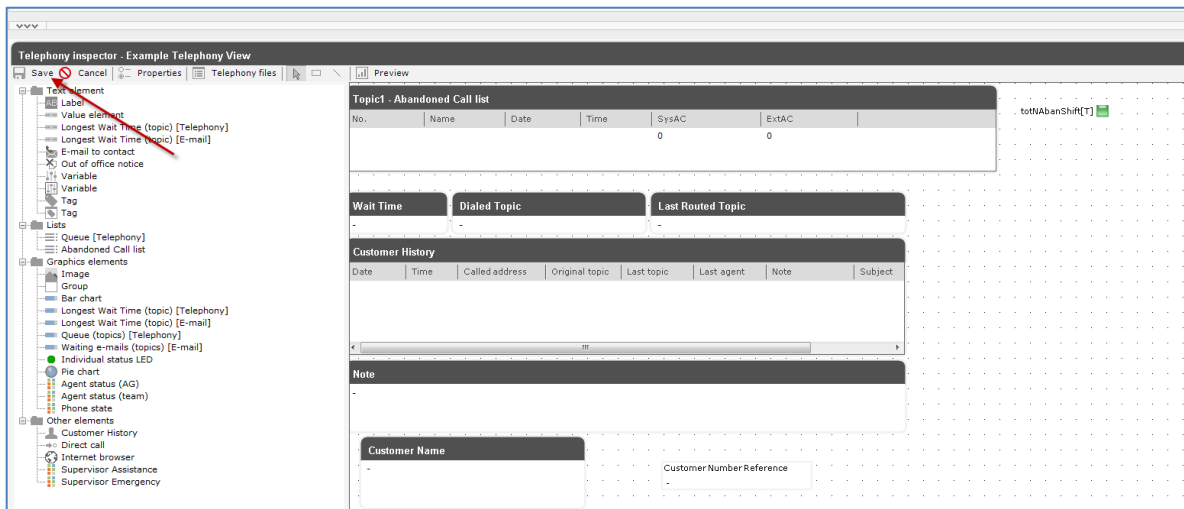 Telephony inspector - Example Telephony View
Save Cancel Properties Telephony files Preview
Text element
AB Label
Value element
Longest Wait Time (topic) [Telephony]
Longest Wait Time (topic) [E-mail]
E-mail to contact
Out of office notice
Variable
Variable
Tag
Tag
Lists
Queue [Telephony]
Abandoned Call list
Graphics elements
Image
Group
Bar chart
Longest Wait Time (topic) [Telephony]
Longest Wait Time (topic) [E-mail]
Queue (topics) [Telephony]
Waiting e-mails (topics) [E-mail]
Individual status LED
Pie chart
Agent status (AG)
Agent status (team)
Phone state
Other elements
Customer History
Direct call
Internet browser
Supervisor Assistance
Supervisor Emergency
Topic1 - Abandoned Call list
No. Name Date Time SysAC ExtAC
0 0
totNAbanShift[T]
Wait Time Dialed Topic Last Routed Topic
- - -
Customer History
Date Time Called address Original topic Last topic Last agent Note Subject
Note
-
Customer Name
-
Customer Number Reference
-